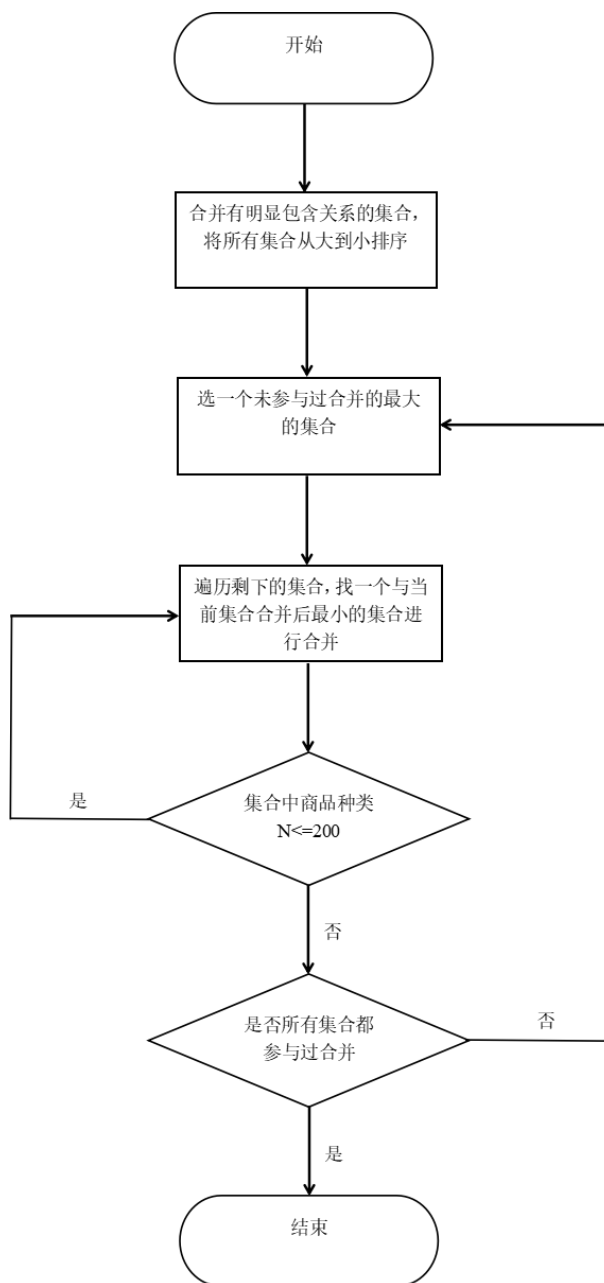 开始
合并有明显包含关系的集合，
将所有集合从大到小排序
选一个未参与过合并的最大
的集合
遍历剩下的集合，找一个与当
前集合合并后最小的集合进
行合并
是
集合中商品种类
N<=200
否
是否所有集合都
参与过合并
否
是
结束